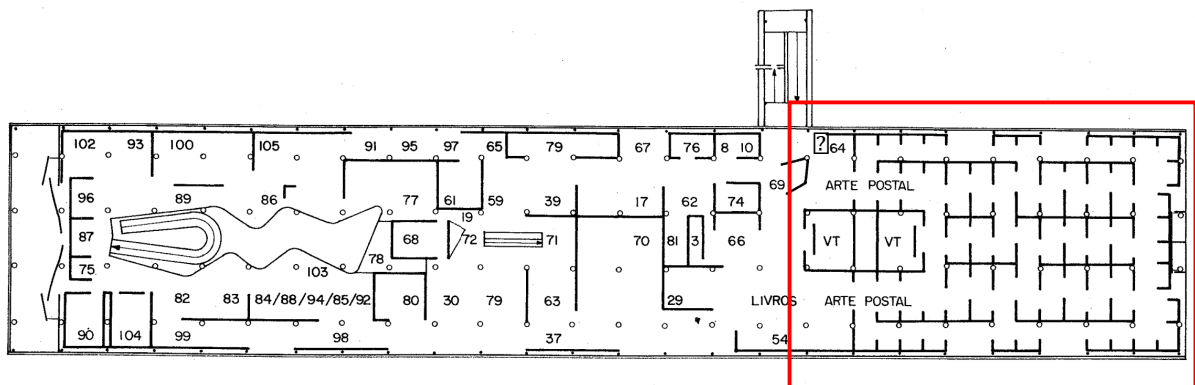 102 93 100 105 91 95 97 65 79 67 76 8 10 ? 64
96 89 86 77 61 59 39 17 62 74 69 ARTE POSTAL
19
87 68 72 71 70 81 3 66 VT VT
75 103 78
82 83 84/88/94/85/92 80 30 79 63 29 LIVROS ARTE POSTAL
90 104 99 98 37 54